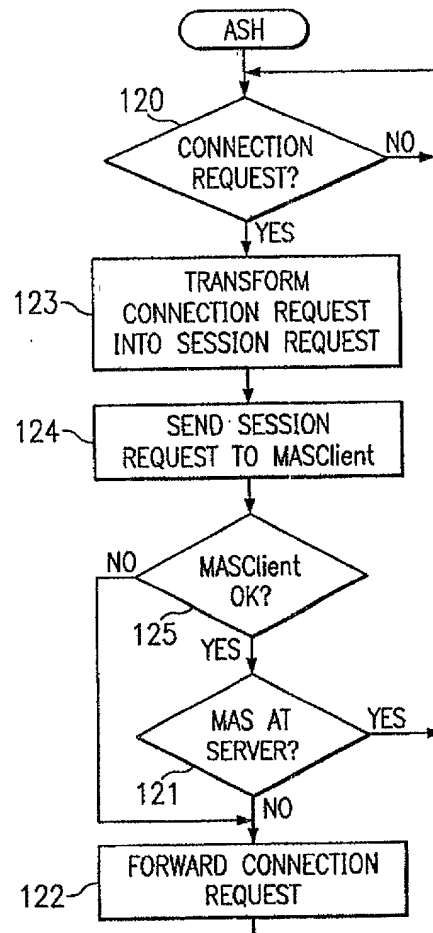 ASH
120
CONNECTION
REQUEST?
NO
YES
123
TRANSFORM
CONNECTION REQUEST
INTO SESSION REQUEST
124
SEND SESSION
REQUEST TO MASClient
NO
MASClient
OK?
125
YES
MAS AT
SERVER?
YES
121
NO
122
FORWARD CONNECTION
REQUEST